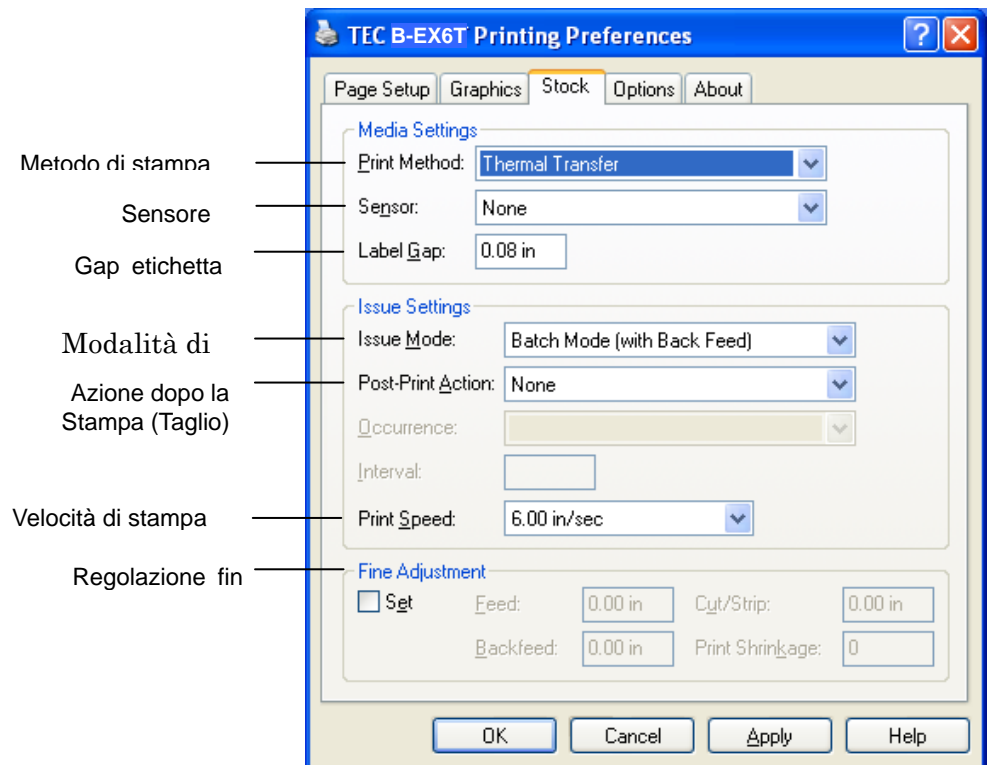 TEC B-EX6T Printing Preferences
Page Setup Graphics Stock Options About
Media Settings
Metodo di stampa Print Method: Thermal Transfer
Sensore Sensor: None
Gap etichetta Label Gap: 0.08 in
Issue Settings
Modalità di Issue Mode: Batch Mode (with Back Feed)
Azione dopo la Post-Print Action: None
Stampa (Taglio)
Occurrence:
Interval:
Velocità di stampa Print Speed: 6.00 in/sec
Regolazione fin Fine Adjustment
Set Feed: 0.00 in Cut/Strip: 0.00 in
Backfeed: 0.00 in Print Shrinkage: 0
OK Cancel Apply Help